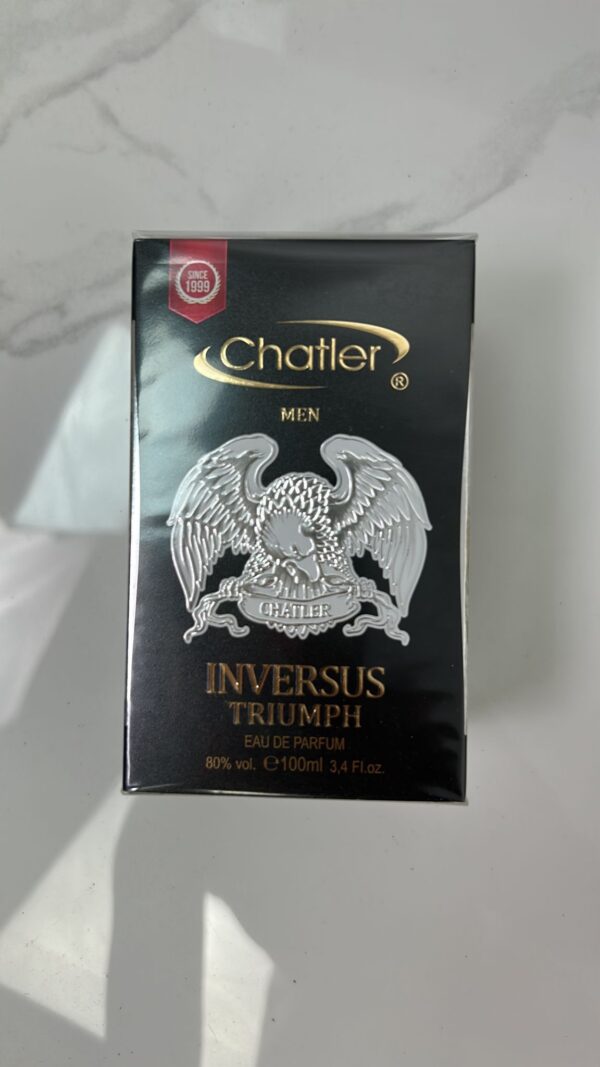 SINCE
1999
Chatler
®
MEN
CHATLER
INVERSUS
TRIUMPH
EAU DE PARFUM
80% vol. ℮100ml 3,4 Fl.oz.